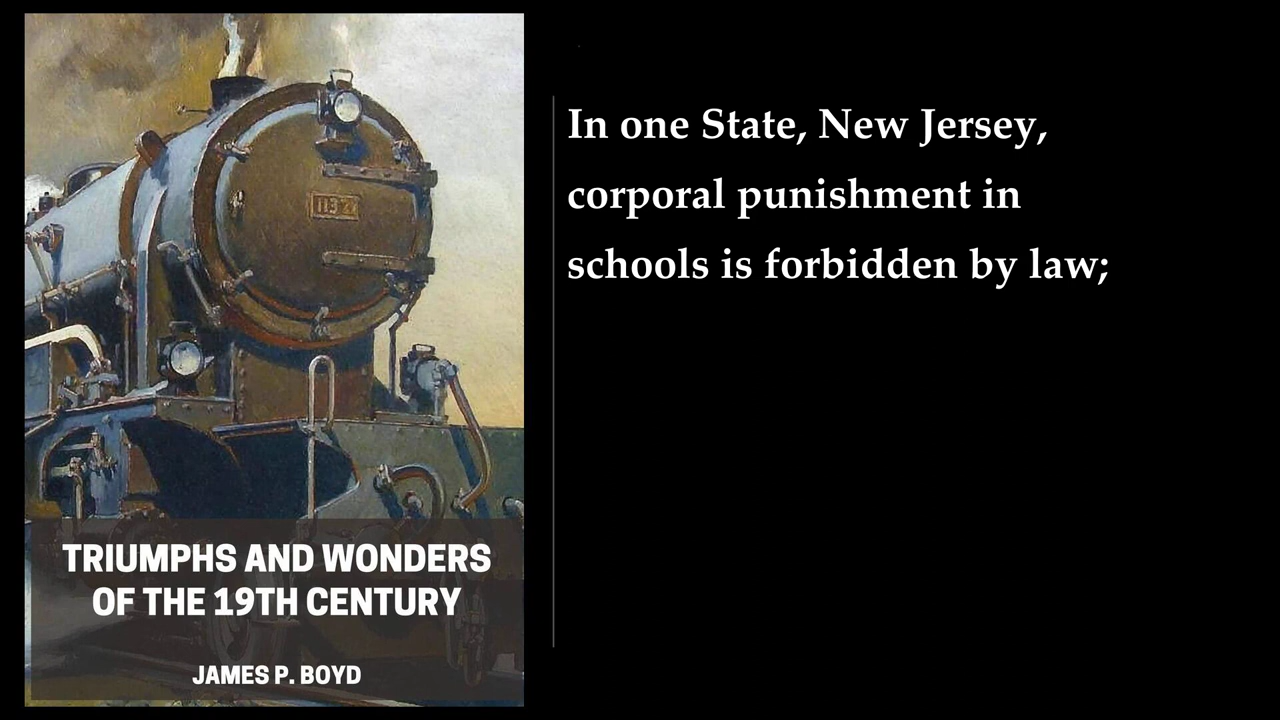 In one State, New Jersey,
corporal punishment in
schools is forbidden by law;
TRIUMPHS AND WONDERS
OF THE 19TH CENTURY
JAMES P. BOYD